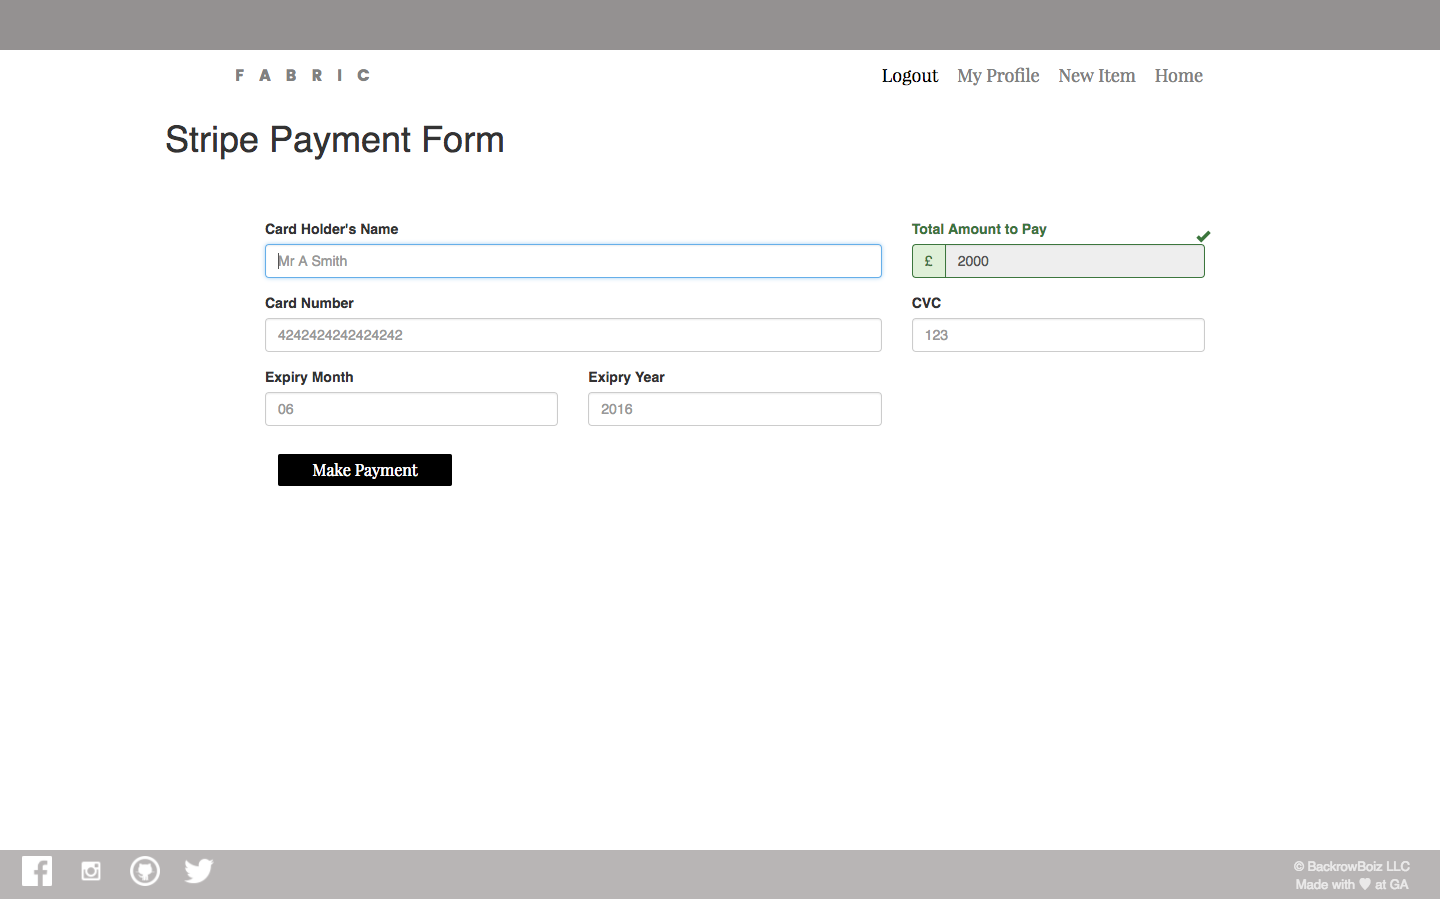 F A B R I C
Logout My Profile New Item Home
Stripe Payment Form
Card Holder's Name
Total Amount to Pay
Mr A Smith
£ 2000
Card Number
CVC
4242424242424242
123
Expiry Month
Exipry Year
06
2016
Make Payment
© BackrowBoiz LLC
Made with ♥ at GA